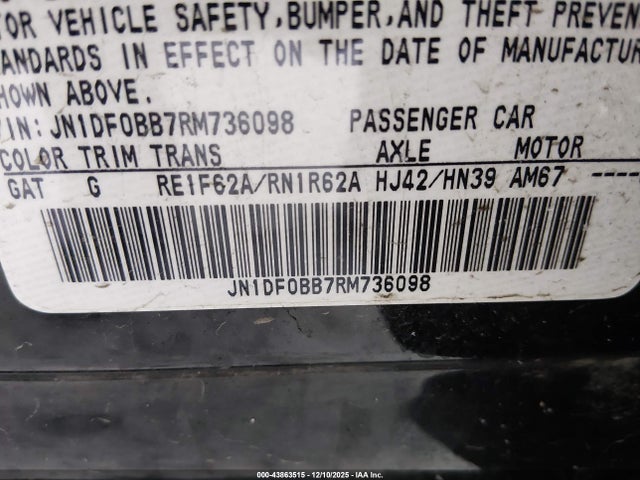 OR VEHICLE SAFETY, BUMPER, AND THEFT PREVEN
ANDARDS IN EFFECT ON THE DATE OF MANUFACTUR
HOWN ABOVE.
IN: JN1DF0BB7RM736098 PASSENGER CAR
COLOR TRIM TRANS AXLE MOTOR
GAT G RE1F62A/RN1R62A HJ42/HN39 AM67 ----
JN1DF0BB7RM736098
000-43863515 - 12/10/2025 - IAA Inc.